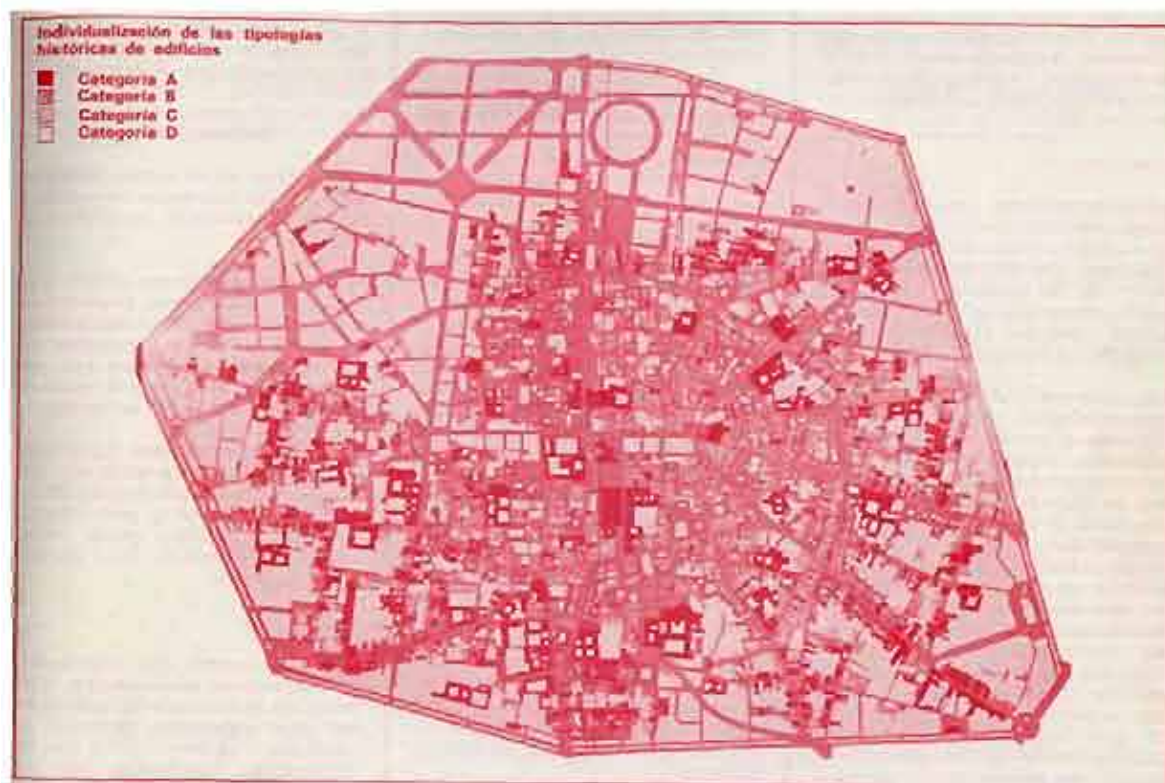 Individualización de las tipologías
históricas de edificios
Categoría A
Categoría B
Categoría C
Categoría D